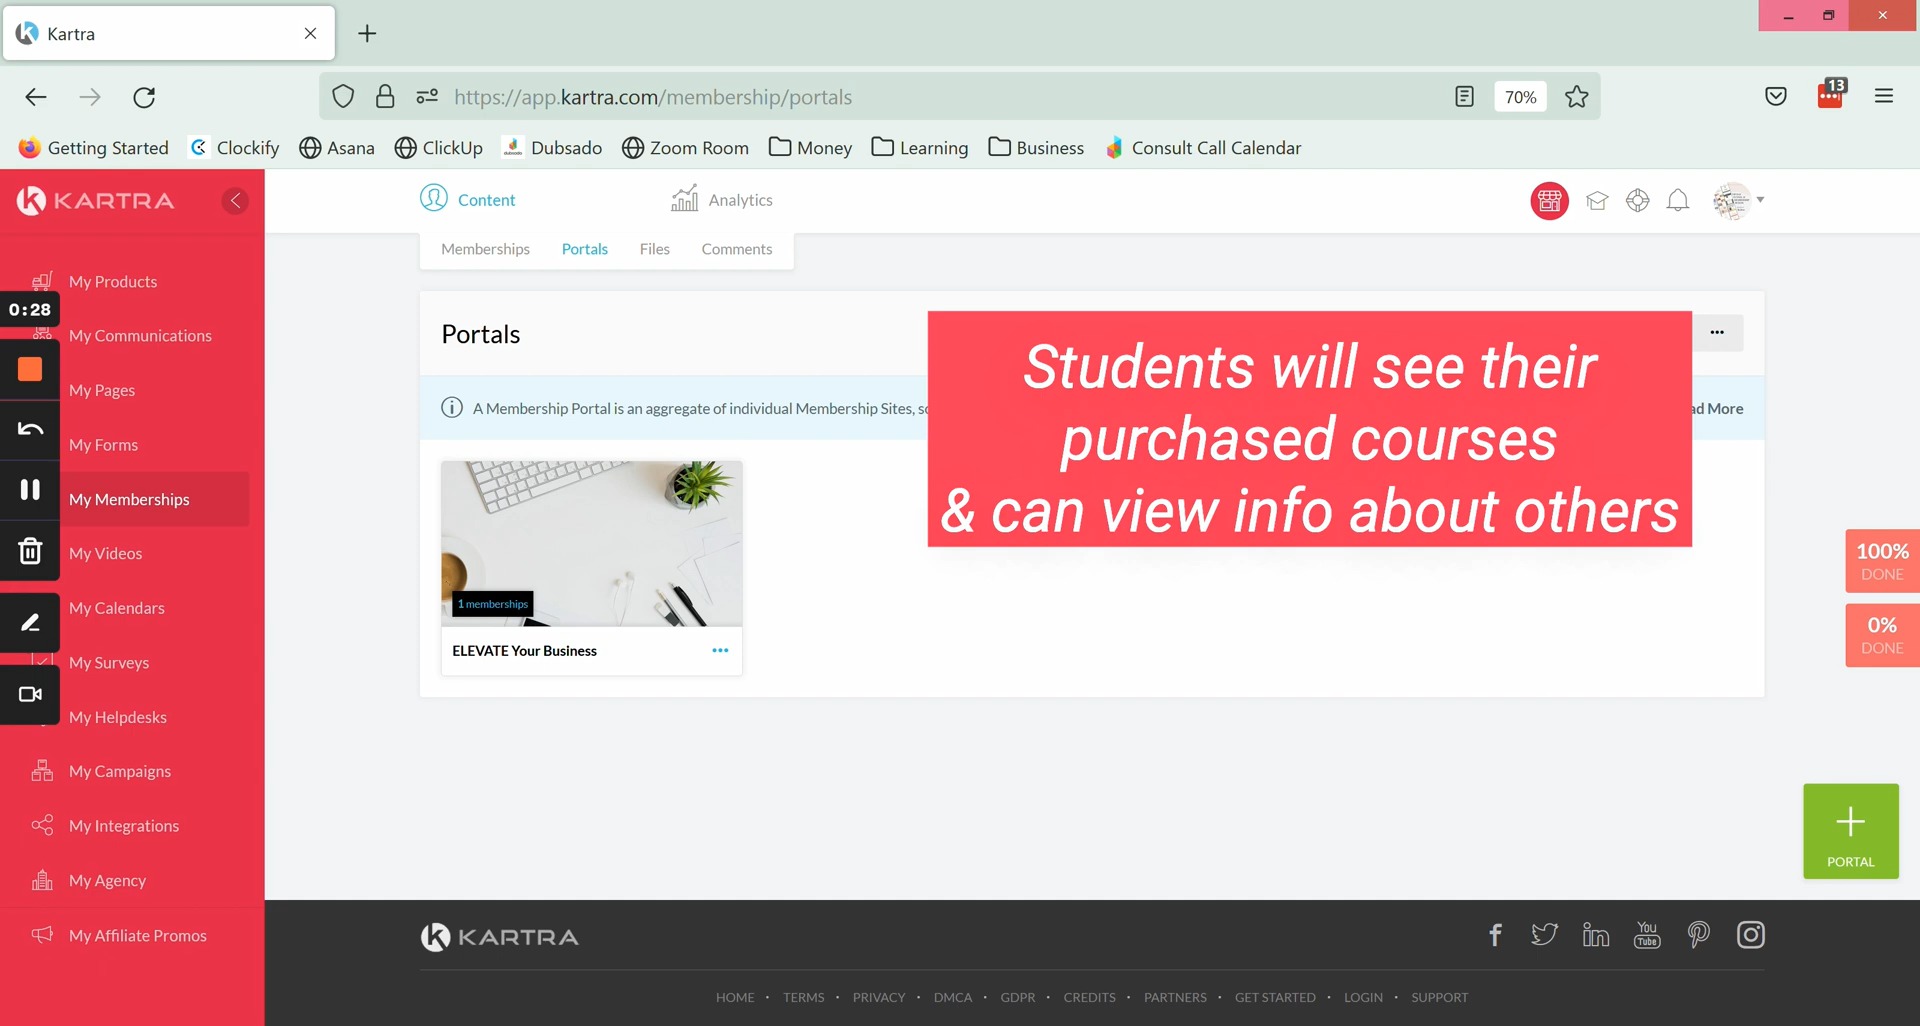 Kartra
https://app.kartra.com/membership/portals
70%
13
Getting Started
Clockify
Asana
ClickUp
dubsado
Dubsado
Zoom Room
Money
Learning
Business
Consult Call Calendar
KARTRA
Content
Analytics
Memberships
Portals
Files
Comments
My Products
0:28
My Communications
My Pages
My Forms
My Memberships
My Videos
My Calendars
My Surveys
My Helpdesks
My Campaigns
My Integrations
My Agency
My Affiliate Promos
Portals
A Membership Portal is an aggregate of individual Membership Sites,
More
Students will see their
purchased courses
& can view info about others
1 memberships
ELEVATE Your Business
100%
DONE
0%
DONE
PORTAL
KARTRA
You
Tube
HOME • TERMS • PRIVACY • DMCA • GDPR • CREDITS • PARTNERS • GET STARTED • LOGIN • SUPPORT